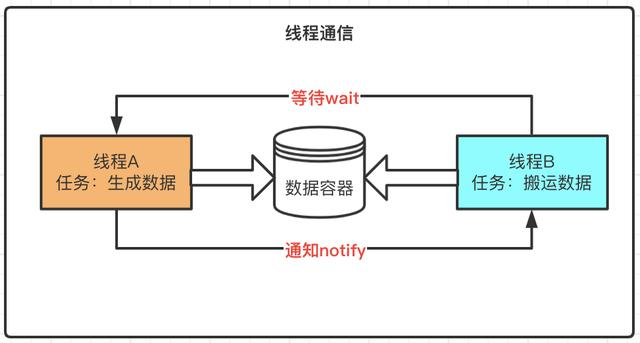 线程通信
等待wait
线程A
任务：生成数据
数据容器
线程B
任务：搬运数据
通知notify